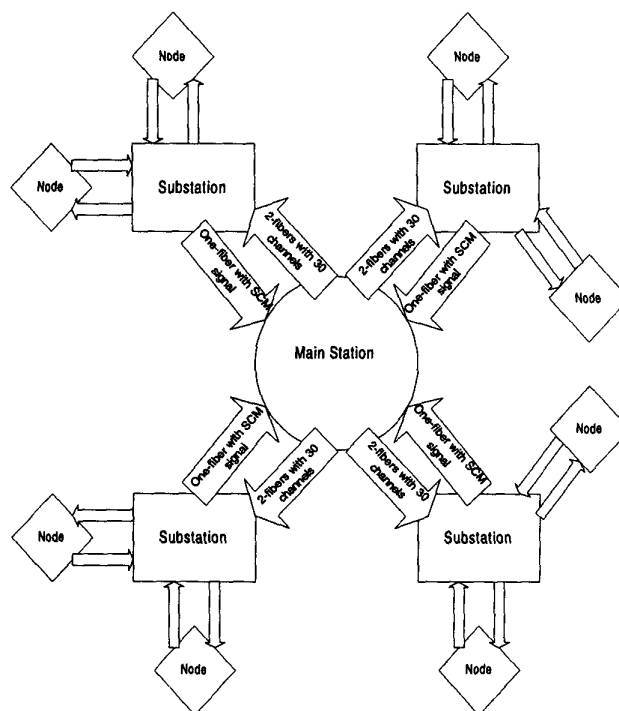 Node
Node
Node
Node
Substation
Substation
2-fibers with 30
channels
2-fibers with 30
channels
One-fiber with SCM
signal
One-fiber with SCM
signal
Node
Main Station
One-fiber with SCM
signal
One-fiber with SCM
signal
Node
2-fibers with 30
channels
2-fibers with 30
channels
Node
Substation
Substation
Node
Node